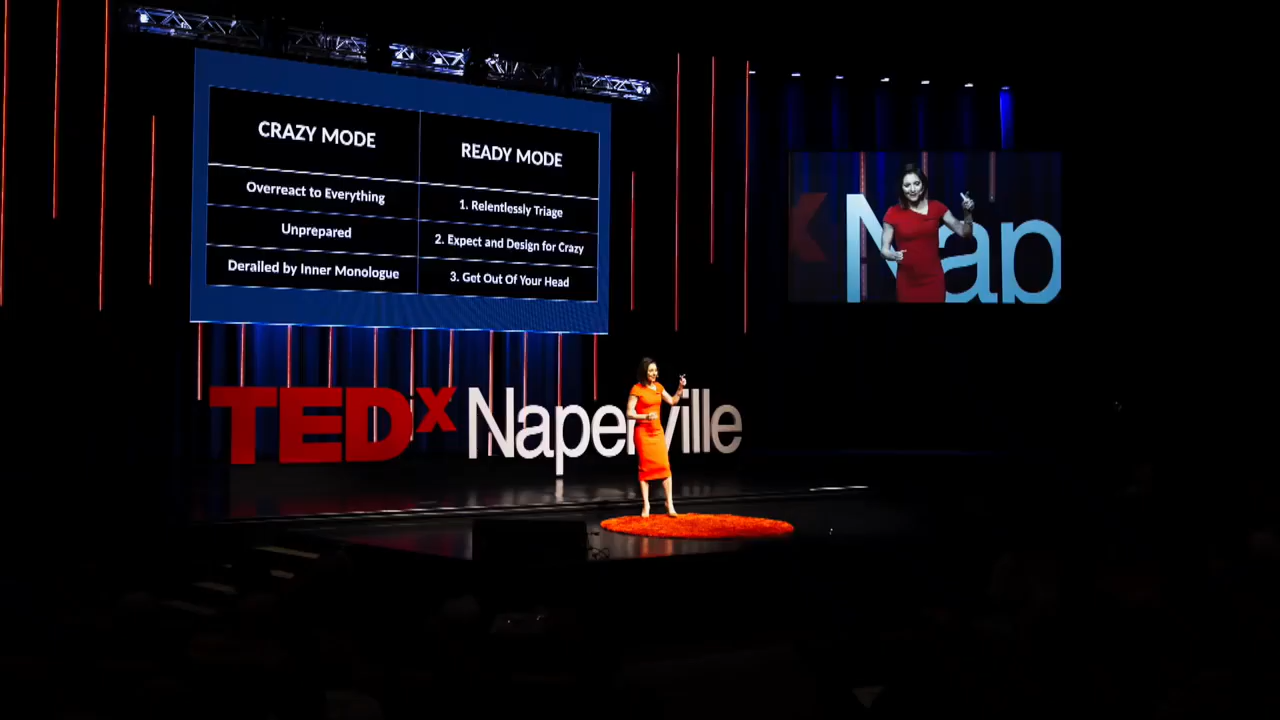 CRAZY MODE
READY MODE
Overreact to Everything
1. Relentlessly Triage
Unprepared
2. Expect and Design for Crazy
Derailed by Inner Monologue
3. Get Out Of Your Head
Nap
TEDx Naperville